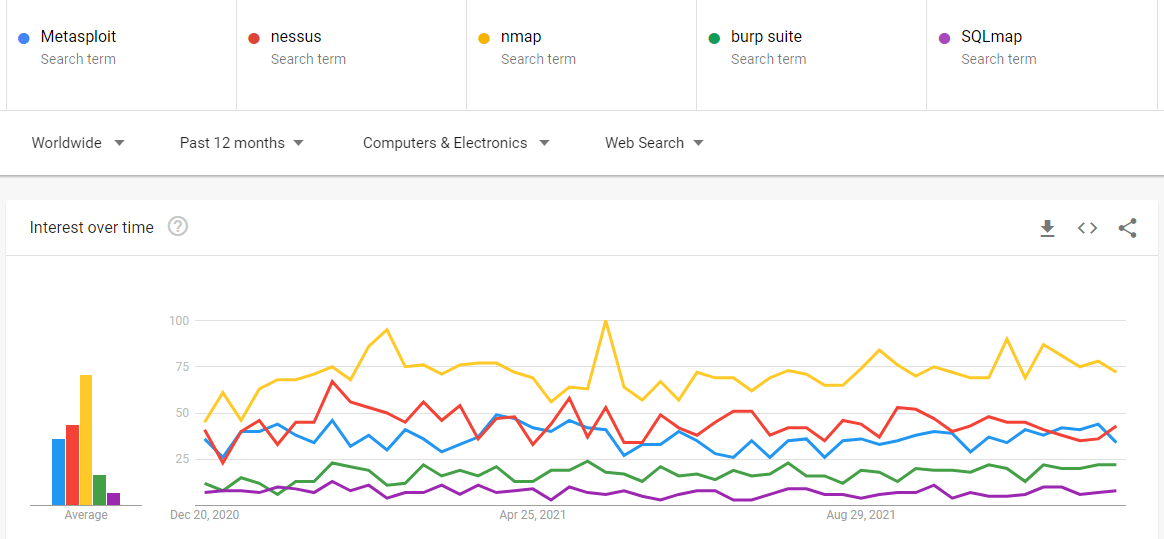 Metasploit
Search term
nessus
Search term
nmap
Search term
burp suite
Search term
SQLmap
Search term
Worldwide
Past 12 months
Computers & Electronics
Web Search
Interest over time ?
100
75
50
25
Average
Dec 20, 2020
Apr 25, 2021
Aug 29, 2021